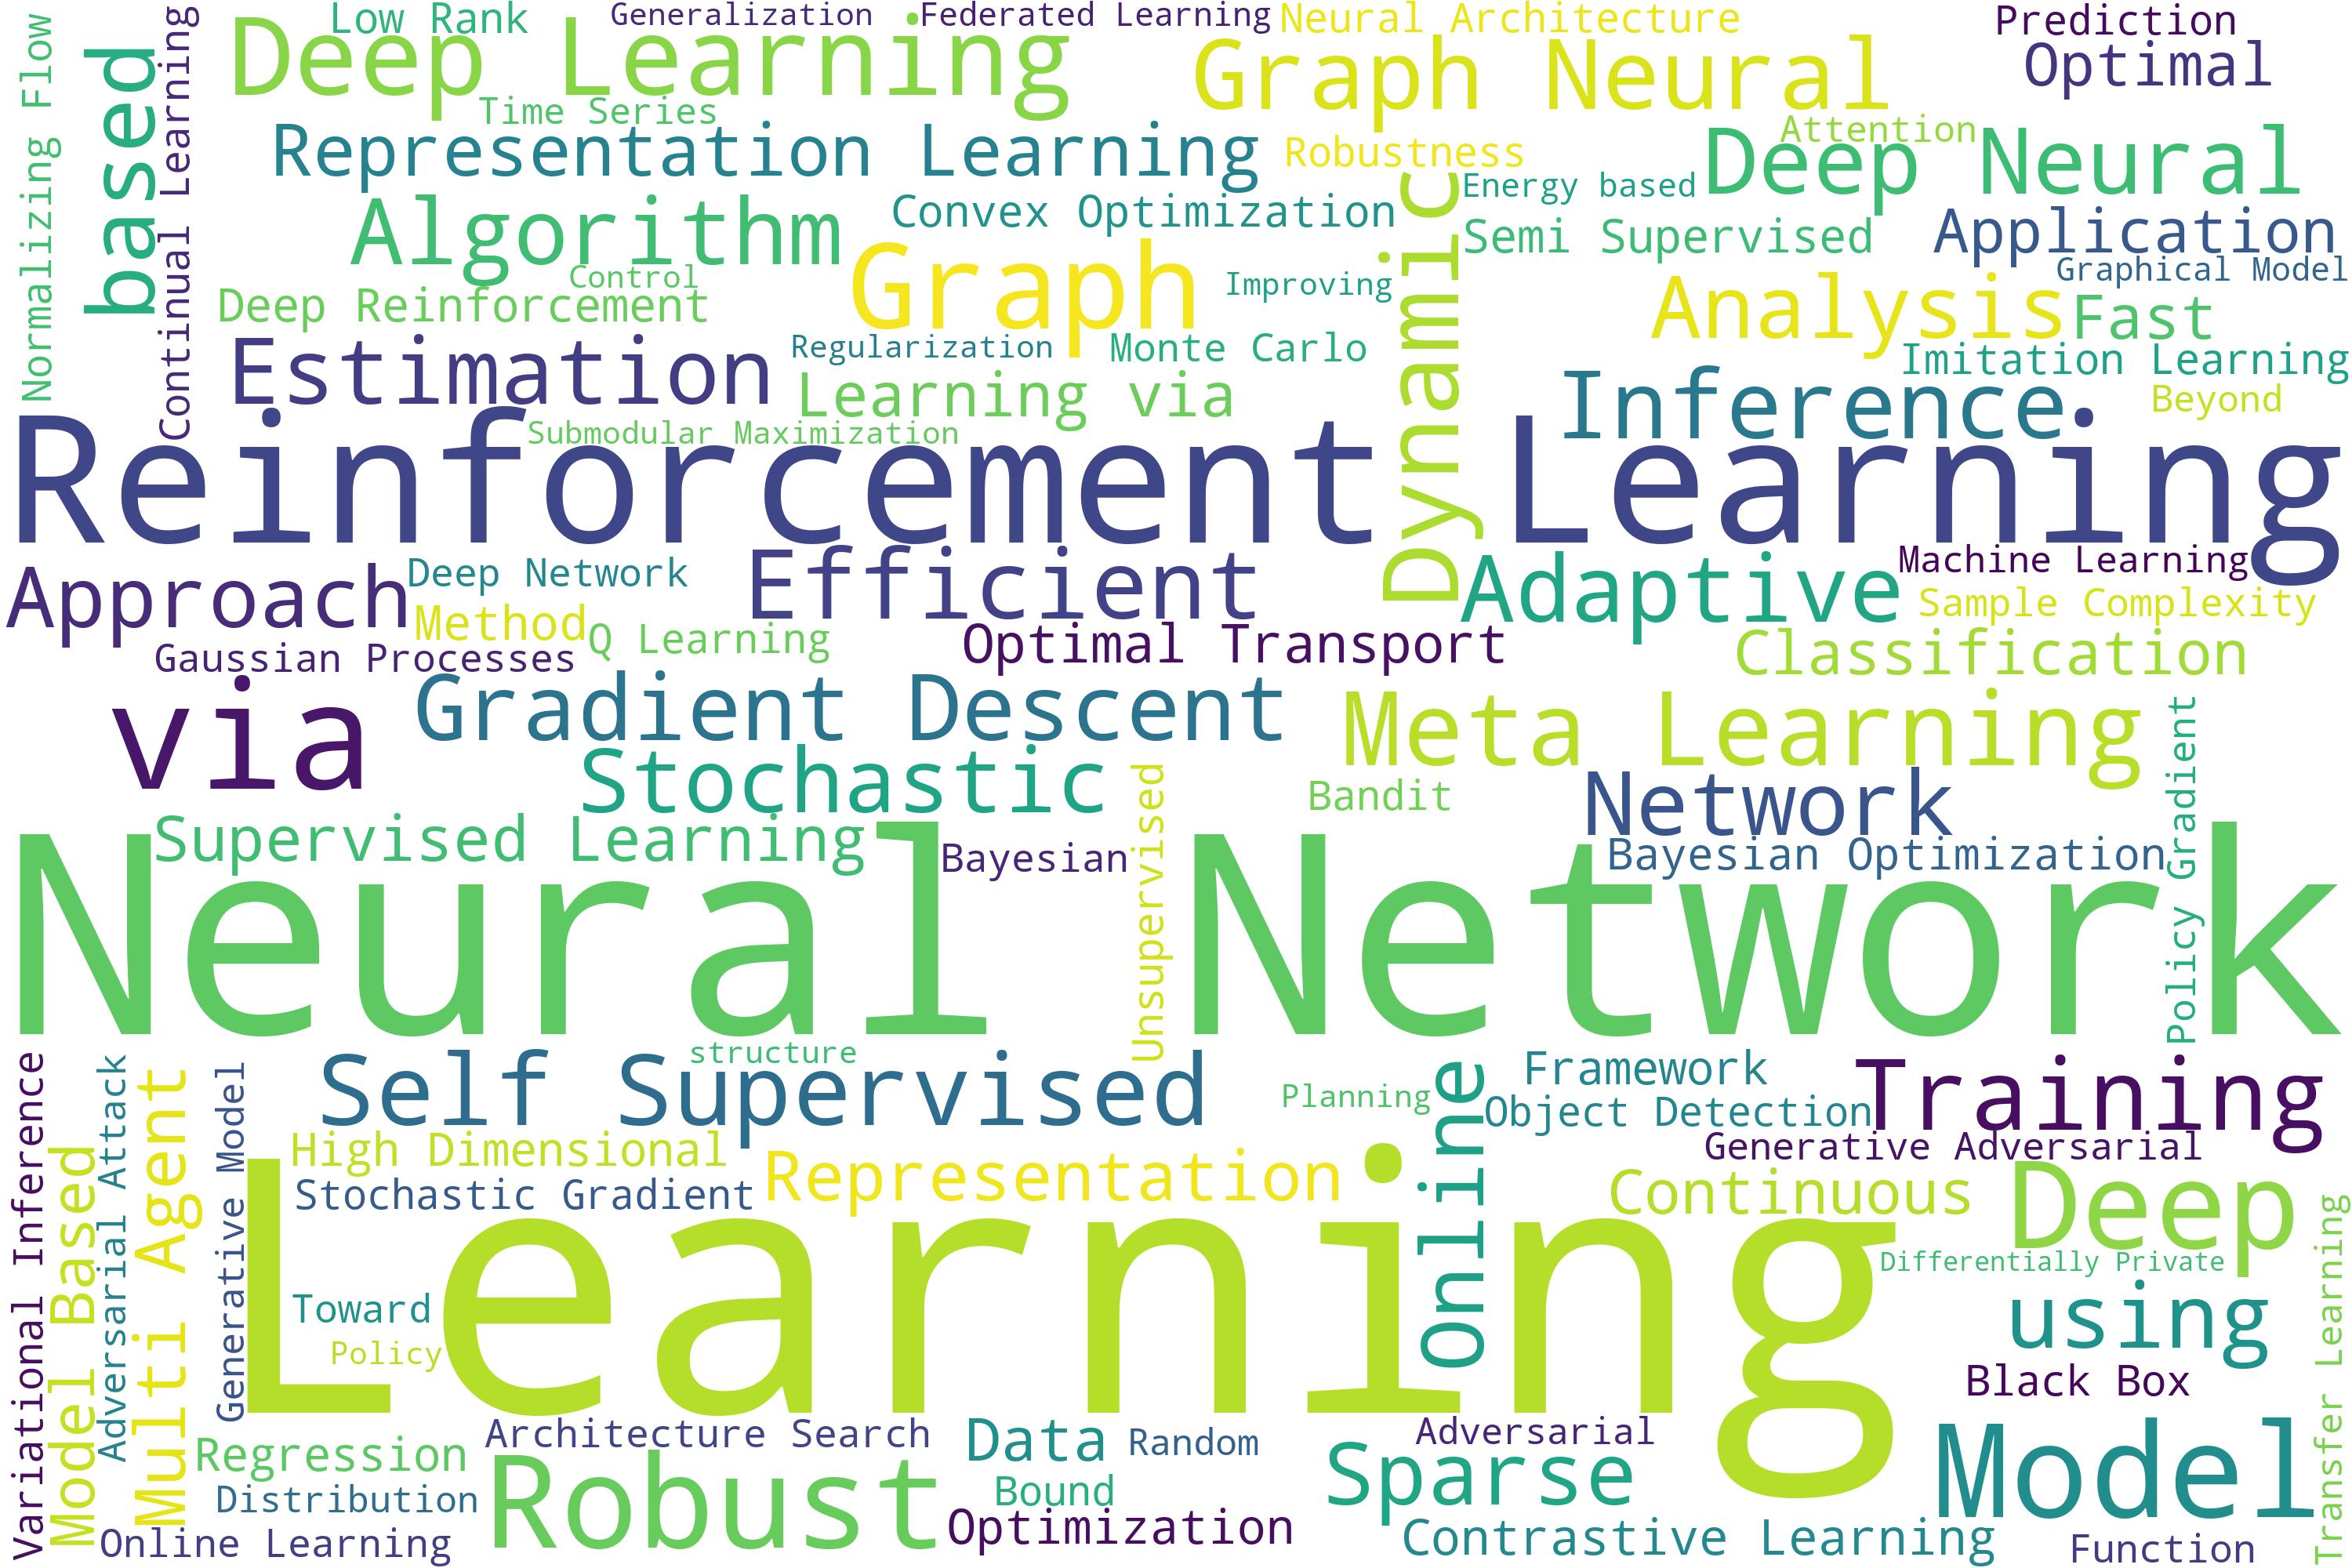 Low Rank
Generalization
Federated Learning
Neural Architecture
Prediction
Normalizing Flow
based
Continual Learning
Deep Learning
Graph Neural
Optimal
Time Series
Representation Learning
Robustness
Attention
Deep Neural
Energy based
Algorithm
Convex Optimization
Dynamic
Semi Supervised
Application
Control
Graph
Improving
Graphical Model
Deep Reinforcement
Analysis
Fast
Estimation
Regularization
Monte Carlo
Imitation Learning
Learning via
Inference
Beyond
Submodular Maximization
Reinforcement Learning
Approach
Deep Network
Efficient
Adaptive
Machine Learning
Method
Q Learning
Optimal Transport
Sample Complexity
Gaussian Processes
Classification
via
Gradient Descent
Meta Learning
Policy Gradient
Stochastic
Unsupervised
Bandit
Network
Supervised Learning
Bayesian
Bayesian Optimization
Neural Network
Variational Inference
Model Based
Adversarial Attack
Multi Agent
Generative Model
Self Supervised
structure
Planning
Online
Framework
Object Detection
Training
High Dimensional
Generative Adversarial
Stochastic Gradient
Representation
Continuous
Deep
Learning
Differentially Private
Toward
using
Transfer Learning
Policy
Black Box
Regression
Architecture Search
Data
Random
Adversarial
Model
Distribution
Robust
Bound
Sparse
Online Learning
Optimization
Contrastive Learning
Function